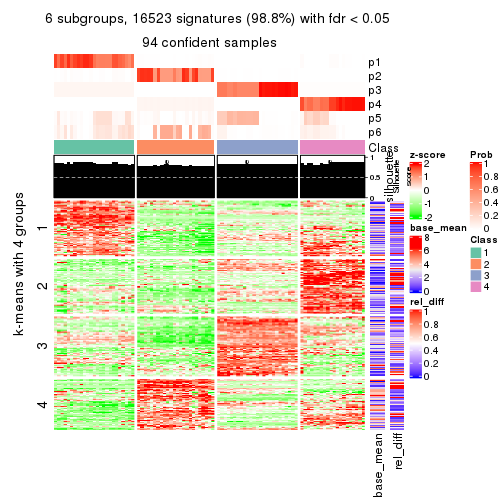 6 subgroups, 16523 signatures (98.8%) with fdr < 0.05
94 confident samples
p1
p2
p3
p4
p5
p6
Class
1
0.5
0
silhouette
Silhouette
score
k-means with 4 groups
1
2
3
4
base_mean
rel_diff
z-score
2
1
0
-1
-2
base_mean
8
6
4
2
0
rel_diff
1
0.8
0.6
0.4
0.2
0
Prob
1
0.8
0.6
0.4
0.2
0
Class
1
2
3
4